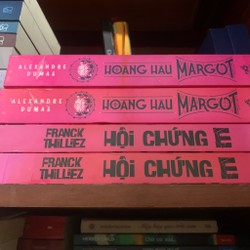 ALEXANDRE DUMAS HOÀNG HẬU MARGOT
ALEXANDRE DUMAS HOÀNG HẬU MARGOT
FRANCK THILLIEZ HỘI CHỨNG E
FRANCK THILLIEZ HỘI CHỨNG E